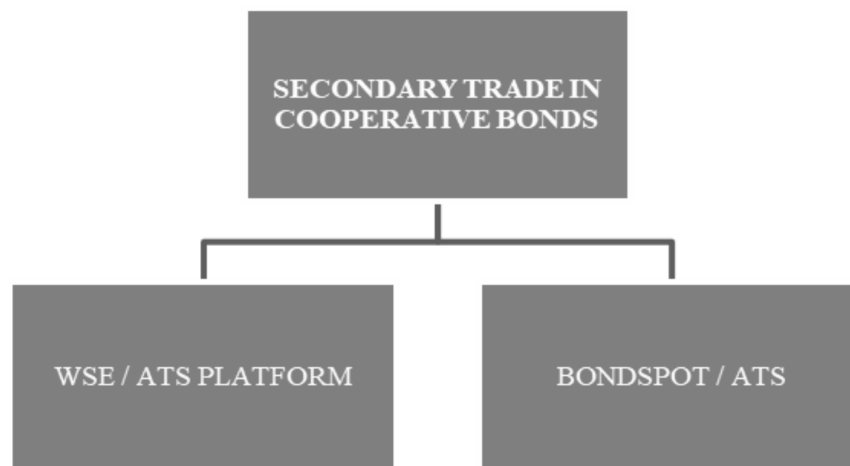 SECONDARY TRADE IN
COOPERATIVE BONDS
WSE / ATS PLATFORM
BONDSPOT / ATS